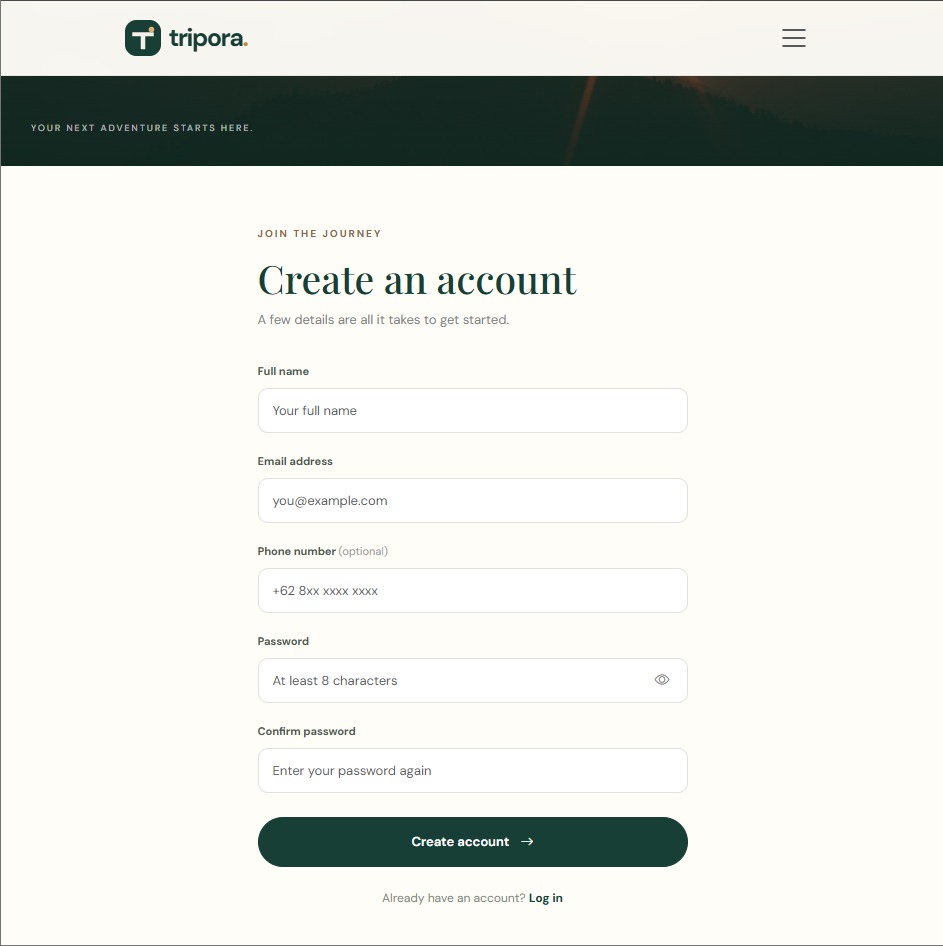 tripora.
YOUR NEXT ADVENTURE STARTS HERE.
JOIN THE JOURNEY
Create an account
A few details are all it takes to get started.
Full name
Your full name
Email address
you@example.com
Phone number (optional)
+62 8xx xxxx xxxx
Password
At least 8 characters
Confirm password
Enter your password again
Create account →
Already have an account? Log in